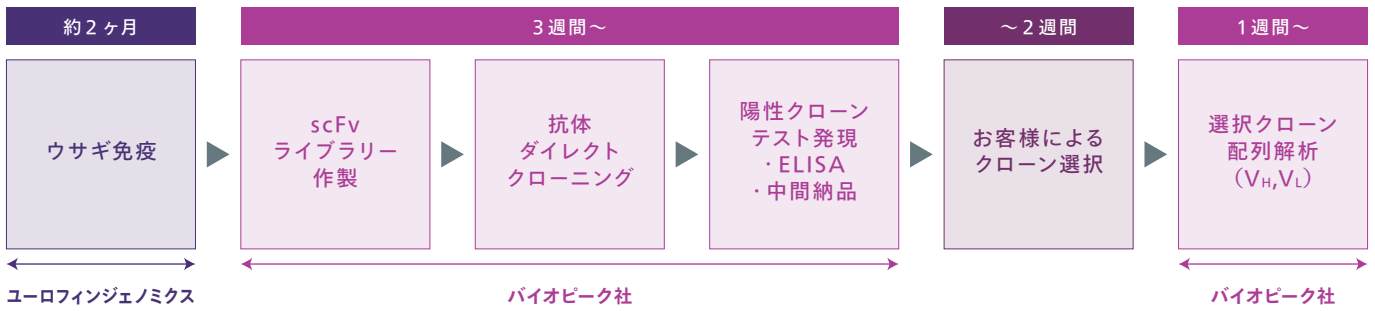 約2ヶ月
3週間～
～2週間
1週間～
ウサギ免疫
scFv
ライブラリー
作製
抗体
ダイレクト
クローニング
陽性クローン
テスト発現
・ELISA
・中間納品
お客様による
クローン選択
選択クローン
配列解析
（VH,VL）
ユーロフィンジェノミクス
バイオピーク社
バイオピーク社